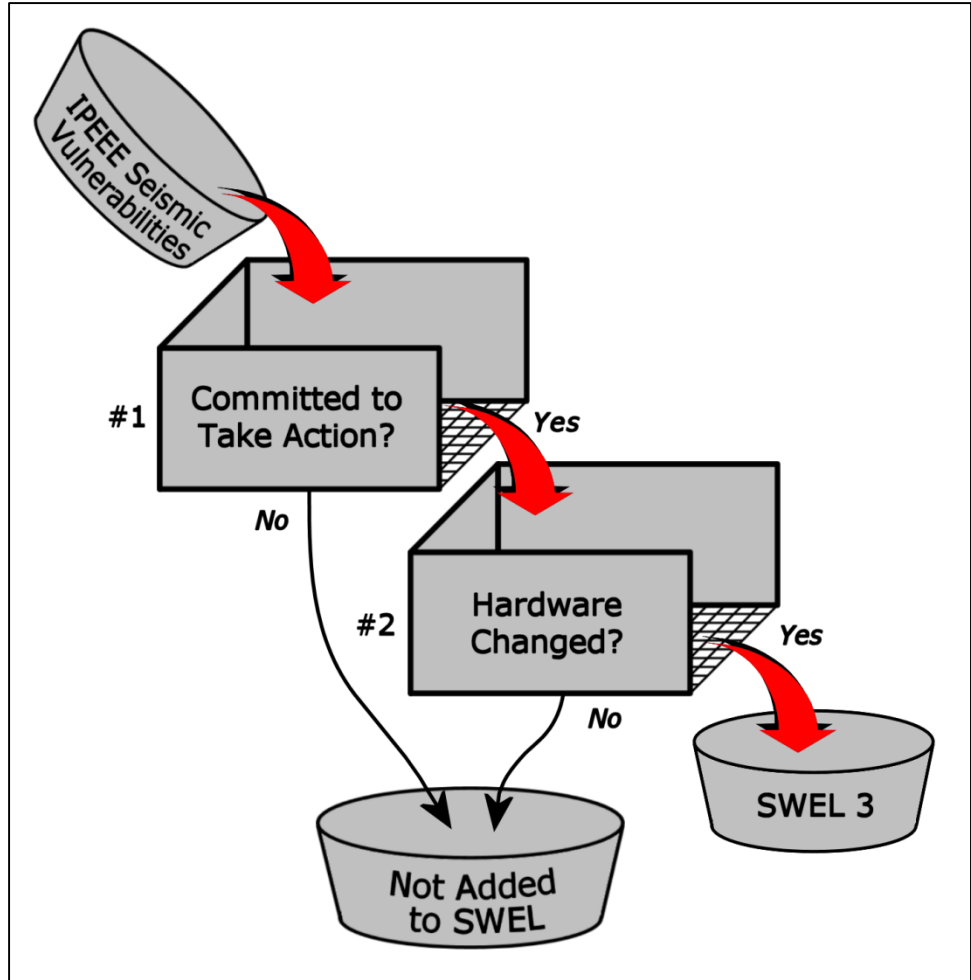 IPEEE Seismic
Vulnerabilities
#1
Committed to
Take Action?
Yes
No
#2
Hardware
Changed?
Yes
No
SWEL 3
Not Added
to SWEL